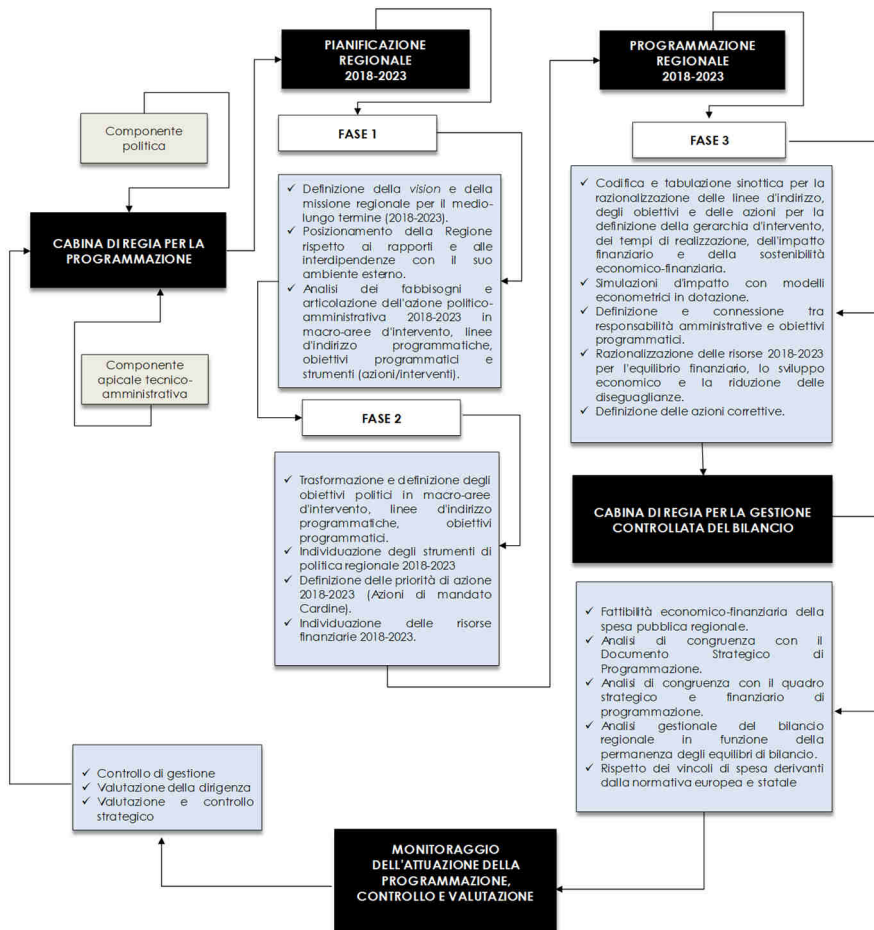 Componente
politica
CABINA DI REGIA PER LA
PROGRAMMAZIONE
Componente
apicale tecnico-
amministrativa
PIANIFICAZIONE
REGIONALE
2018-2023
FASE 1
✓ Definizione della vision e della
missione regionale per il medio-
lungo termine (2018-2023).
✓ Posizionamento della Regione
rispetto ai rapporti e alle
interdipendenze con il suo
ambiente esterno.
✓ Analisi dei fabbisogni e
articolazione dell'azione politico-
amministrativa 2018-2023 in
macro-aree d'intervento, linee
d'indirizzo programmatiche,
obiettivi programmatici e
strumenti (azioni/interventi).
FASE 2
✓ Trasformazione e definizione degli
obiettivi politici in macro-aree
d'intervento, linee d'indirizzo
programmatiche, obiettivi
programmatici.
✓ Individuazione degli strumenti di
politica regionale 2018-2023
✓ Definizione delle priorità di azione
2018-2023 (Azioni di mandato
Cardine).
✓ Individuazione delle risorse
finanziarie 2018-2023.
PROGRAMMAZIONE
REGIONALE
2018-2023
FASE 3
✓ Codifica e tabulazione sinottica per la
razionalizzazione delle linee d'indirizzo,
degli obiettivi e delle azioni per la
definizione della gerarchia d'intervento,
dei tempi di realizzazione, dell'impatto
finanziario e della sostenibilità
economico-finanziaria.
✓ Simulazioni d'impatto con modelli
econometrici in dotazione.
✓ Definizione e connessione tra
responsabilità amministrative e obiettivi
programmatici.
✓ Razionalizzazione delle risorse 2018-2023
per l'equilibrio finanziario, lo sviluppo
economico e la riduzione delle
diseguaglianze.
✓ Definizione delle azioni correttive.
CABINA DI REGIA PER LA GESTIONE
CONTROLLATA DEL BILANCIO
✓ Fattibilità economico-finanziaria della
spesa pubblica regionale.
✓ Analisi di congruenza con il
Documento Strategico di
Programmazione.
✓ Analisi di congruenza con il quadro
strategico e finanziario di
programmazione.
✓ Analisi gestionale del bilancio
regionale in funzione della
permanenza degli equilibri di bilancio.
✓ Rispetto dei vincoli di spesa derivanti
dalla normativa europea e statale
MONITORAGGIO
DELL'ATTUAZIONE DELLA
PROGRAMMAZIONE,
CONTROLLO E VALUTAZIONE
✓ Controllo di gestione
✓ Valutazione della dirigenza
✓ Valutazione e controllo
strategico